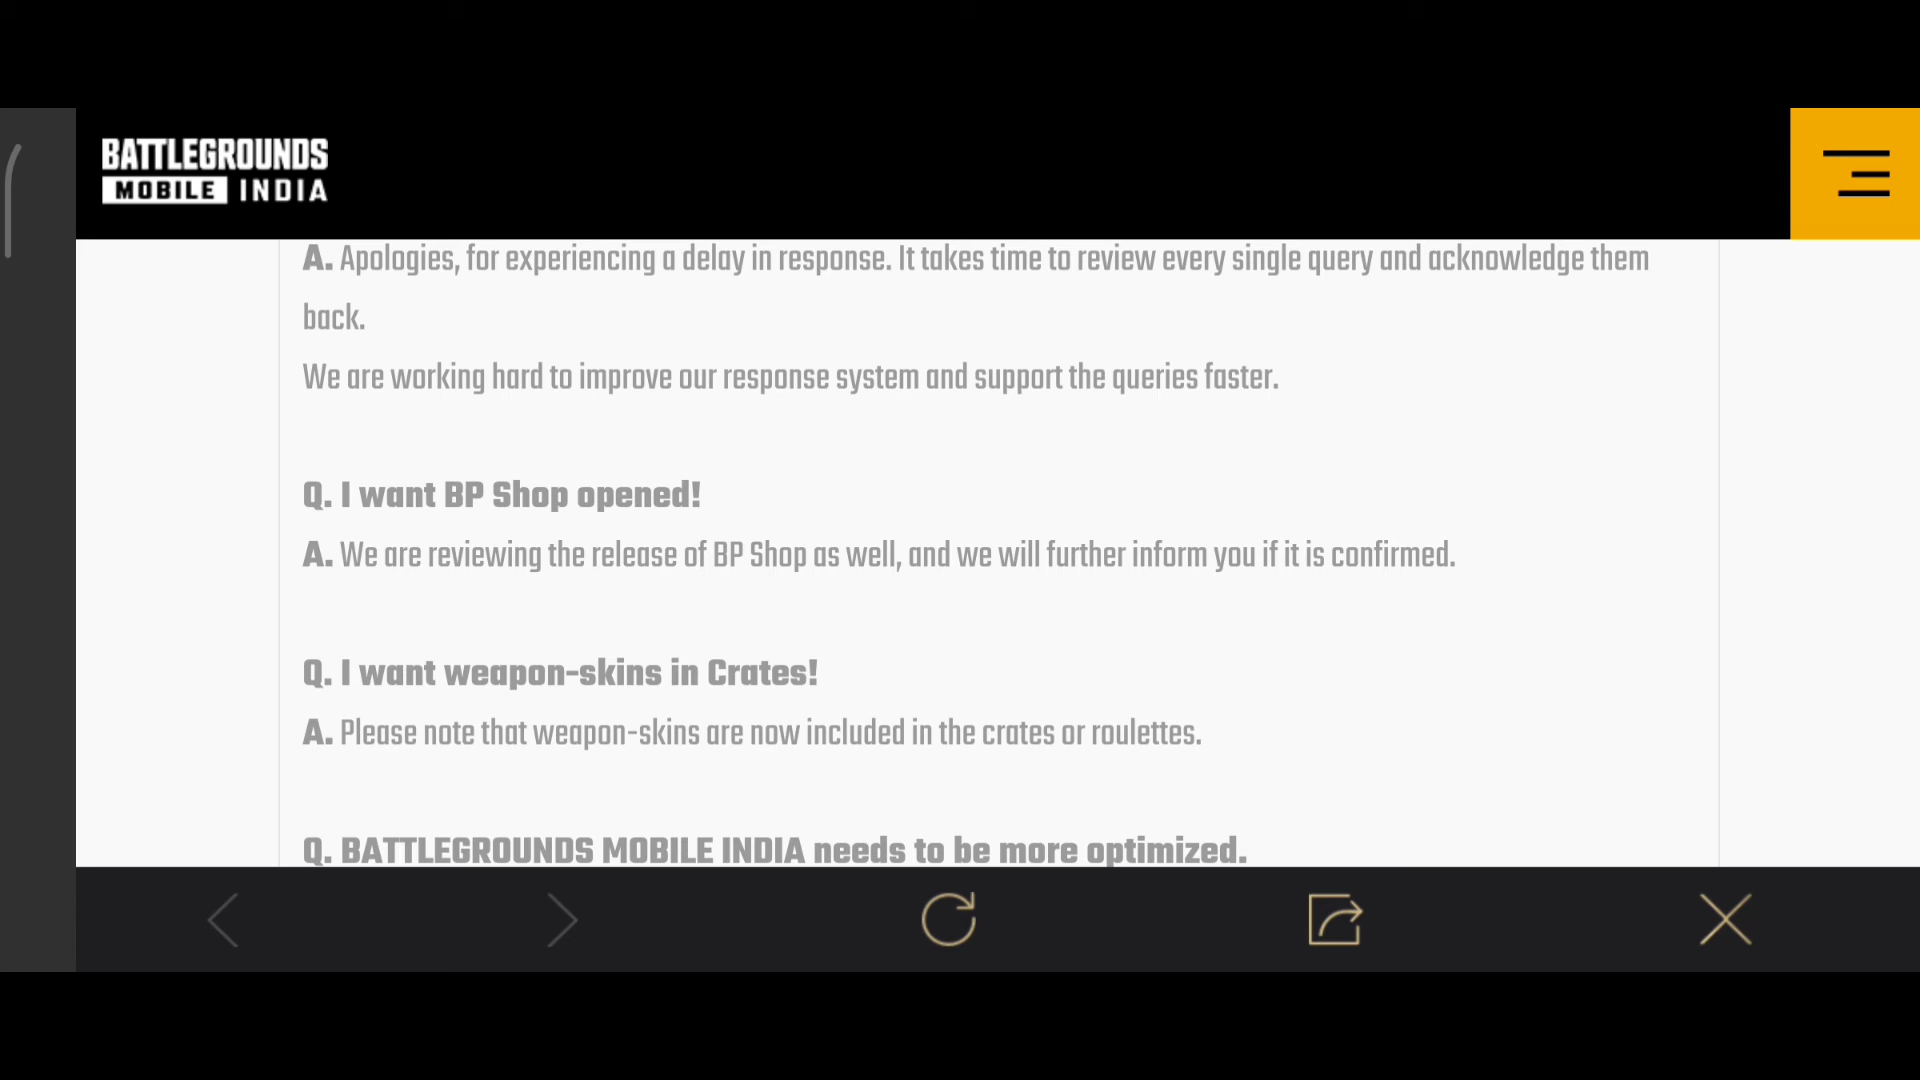 BATTLEGROUNDS
MOBILE INDIA
A. Apologies, for experiencing a delay in response. It takes time to review every single query and acknowledge them
back.
We are working hard to improve our response system and support the queries faster.
Q. I want BP Shop opened!
A. We are reviewing the release of BP Shop as well, and we will further inform you if it is confirmed.
Q. I want weapon-skins in Crates!
A. Please note that weapon-skins are now included in the crates or roulettes.
Q. BATTLEGROUNDS MOBILE INDIA needs to be more optimized.